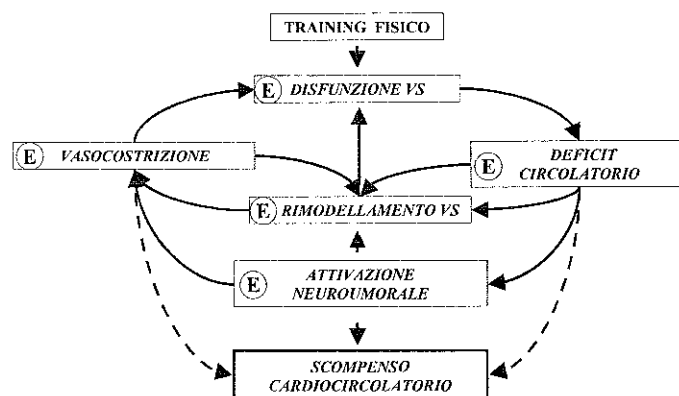 TRAINING FISICO
E DISFUNZIONE VS
E VASOCOSTRIZIONE
E DEFICIT
CIRCOLATORIO
E RIMODELLAMENTO VS
E ATTIVAZIONE
NEUROUMORALE
SCOMPENSO
CARDIOCIRCOLATORIO